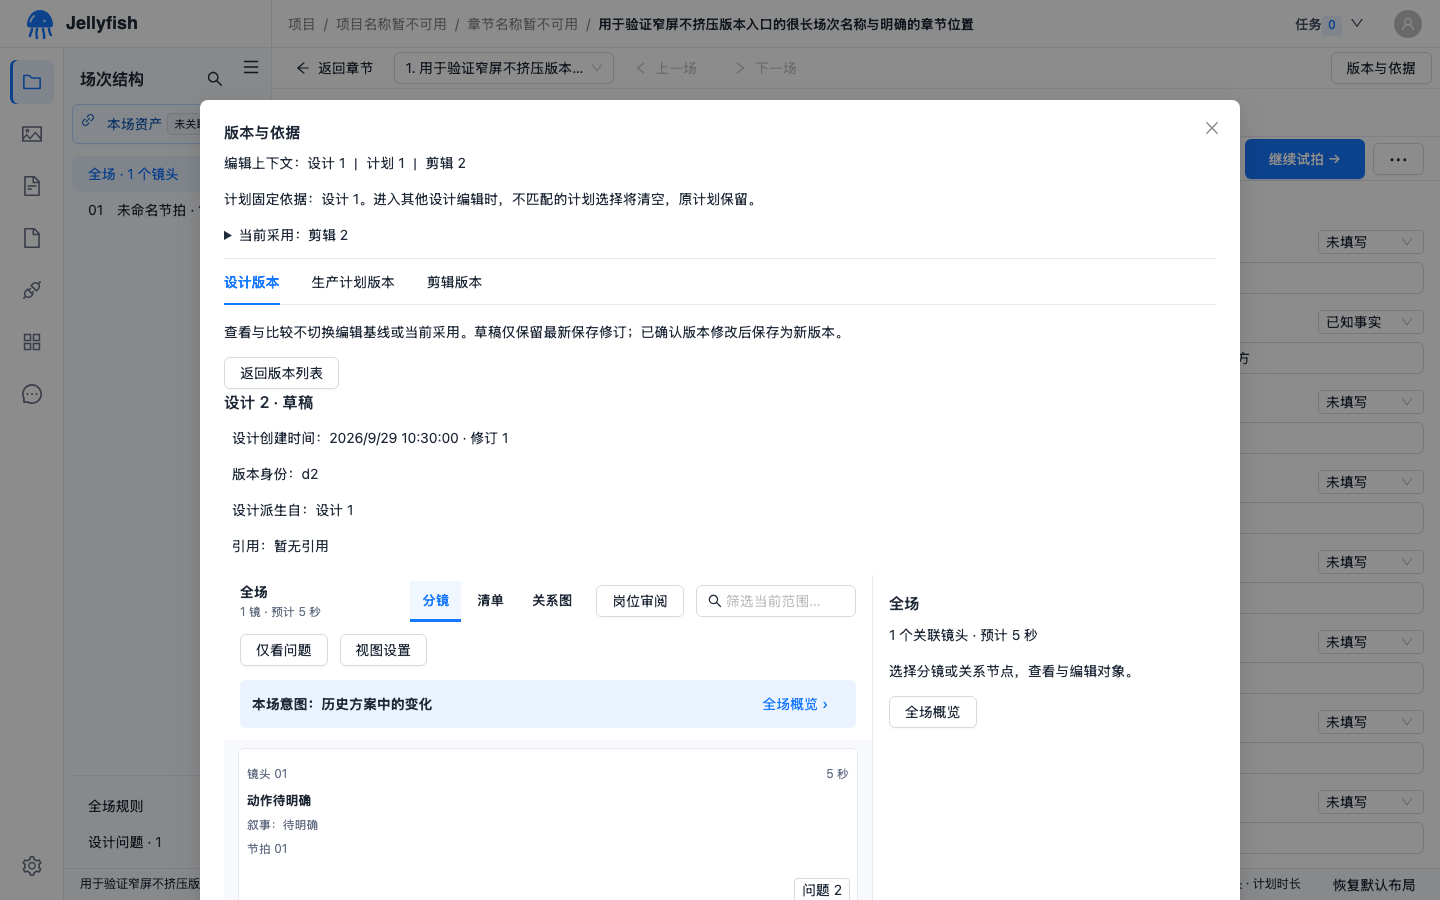 Jellyfish
项目 / 项目名称暂不可用 / 章节名称暂不可用 / 用于验证窄屏不挤压版本入口的很长场次名称与明确的章节位置
任务 0
场次结构
返回章节
1. 用于验证窄屏不挤压版本...
上一场
下一场
版本与依据
本场资产
全场 · 1 个镜头
01 未命名节拍 ·
全场规则
设计问题 · 1
用于验证窄屏不挤压版
继续试拍 →
未填写
已知事实
方
未填写
未填写
未填写
未填写
未填写
未填写
· 计划时长
恢复默认布局
版本与依据
编辑上下文：设计 1 | 计划 1 | 剪辑 2
计划固定依据：设计 1。进入其他设计编辑时，不匹配的计划选择将清空，原计划保留。
当前采用：剪辑 2
设计版本
生产计划版本
剪辑版本
查看与比较不切换编辑基线或当前采用。草稿仅保留最新保存修订；已确认版本修改后保存为新版本。
返回版本列表
设计 2 · 草稿
设计创建时间：2026/9/29 10:30:00 · 修订 1
版本身份：d2
设计派生自：设计 1
引用：暂无引用
全场
1 镜 · 预计 5 秒
分镜
清单
关系图
岗位审阅
筛选当前范围...
仅看问题
视图设置
本场意图：历史方案中的变化
全场概览 ›
镜头 01
5 秒
动作待明确
叙事：待明确
节拍 01
问题 2
全场
1 个关联镜头 · 预计 5 秒
选择分镜或关系节点，查看与编辑对象。
全场概览